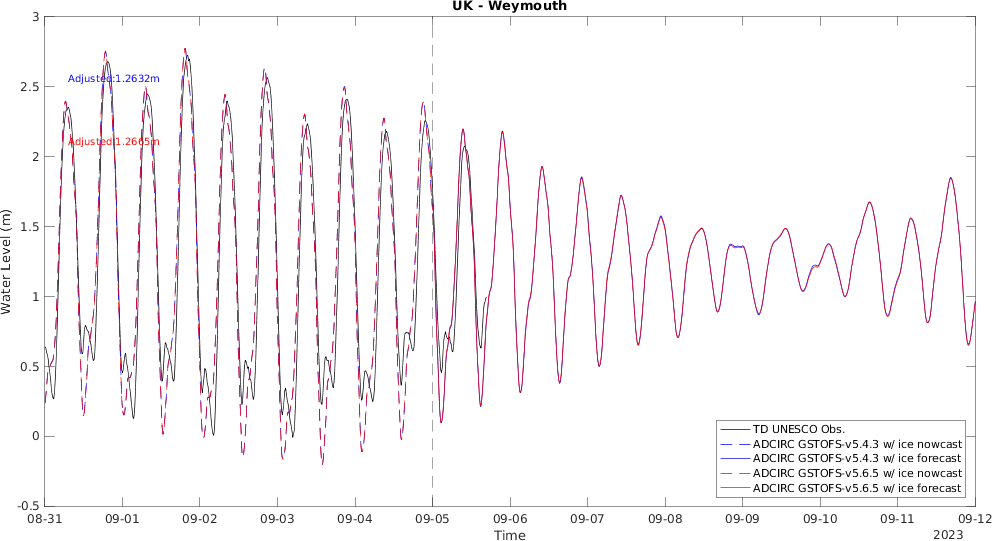 UK - Weymouth
3
2.5
2
1.5
1
0.5
0
-0.5
Water Level (m)
Adjusted:1.2632m
Adjusted:1.2665m
TD UNESCO Obs.
ADCIRC GSTOFS-v5.4.3 w/ ice nowcast
ADCIRC GSTOFS-v5.4.3 w/ ice forecast
ADCIRC GSTOFS-v5.6.5 w/ ice nowcast
ADCIRC GSTOFS-v5.6.5 w/ ice forecast
08-31 09-01 09-02 09-03 09-04 09-05 09-06 09-07 09-08 09-09 09-10 09-11 09-12
Time
2023